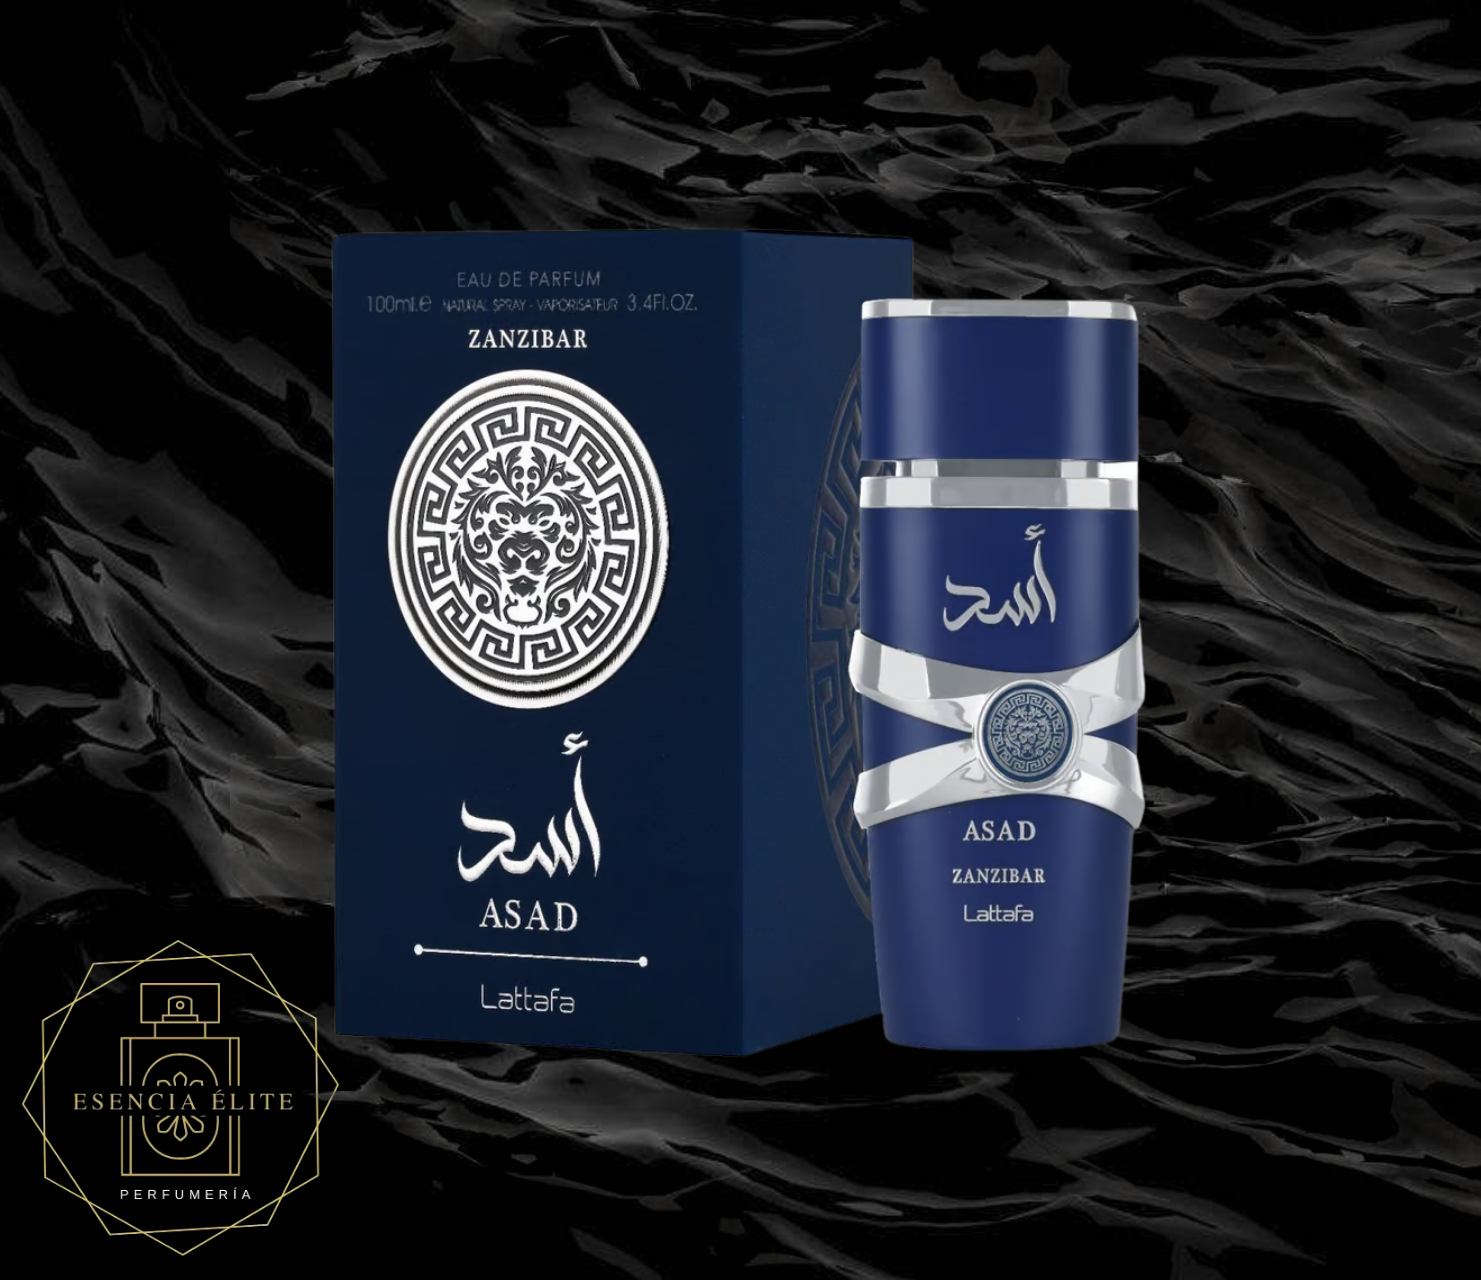 EAU DE PARFUM
100ml.e NATURAL SPRAY - VAPORISATEUR 3.4Fl.OZ.
ZANZIBAR
أسد
ASAD
Lattafa
أسد
ASAD
ZANZIBAR
Lattafa
ESENCIA ÉLITE
PERFUMERÍA